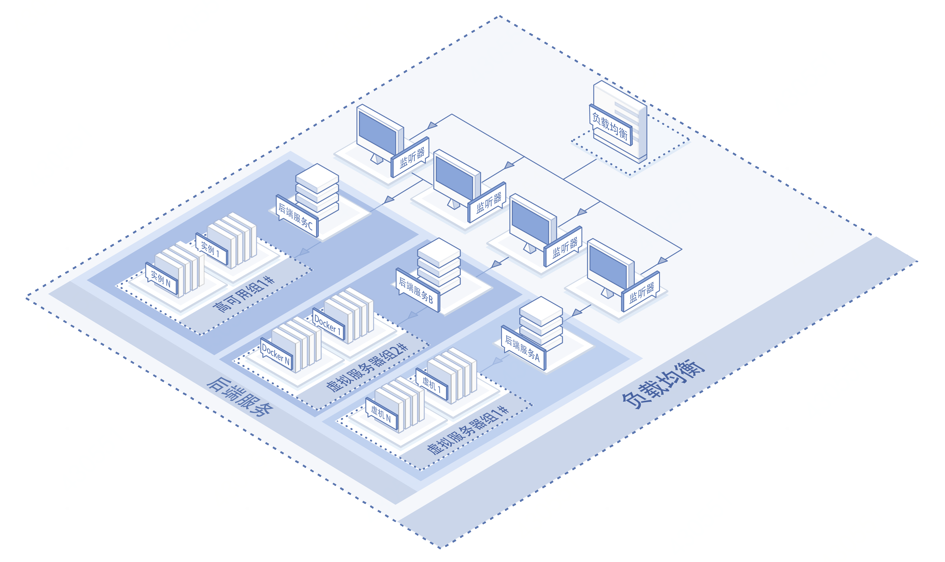 负载均衡
监听器
监听器
监听器
监听器
后端服务C
实例 1
实例 N
高可用组1#
后端服务B
Docker 1
Docker N
虚拟服务器组2#
后端服务A
虚机 1
虚机 N
虚拟服务器组1#
后端服务
负载均衡